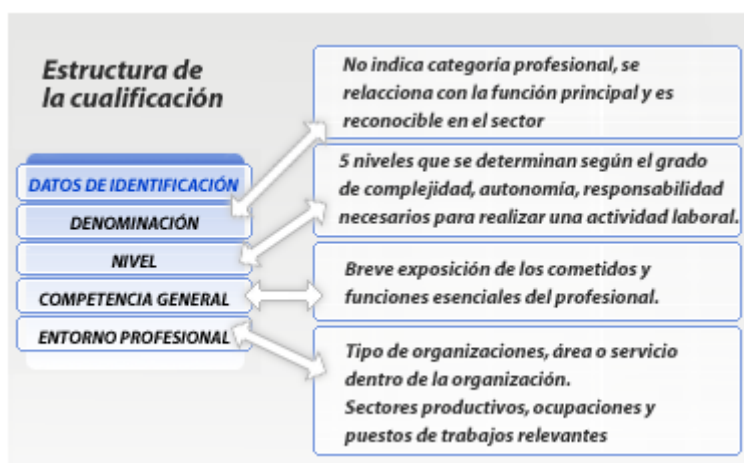 Estructura de
la cualificación
DATOS DE IDENTIFICACIÓN
DENOMINACIÓN
NIVEL
COMPETENCIA GENERAL
ENTORNO PROFESIONAL
No indica categoría profesional, se
relacciona con la función principal y es
reconocible en el sector
5 niveles que se determinan según el grado
de complejidad, autonomía, responsabilidad
necesarios para realizar una actividad laboral.
Breve exposición de los cometidos y
funciones esenciales del profesional.
Tipo de organizaciones, área o servicio
dentro de la organización.
Sectores productivos, ocupaciones y
puestos de trabajos relevantes